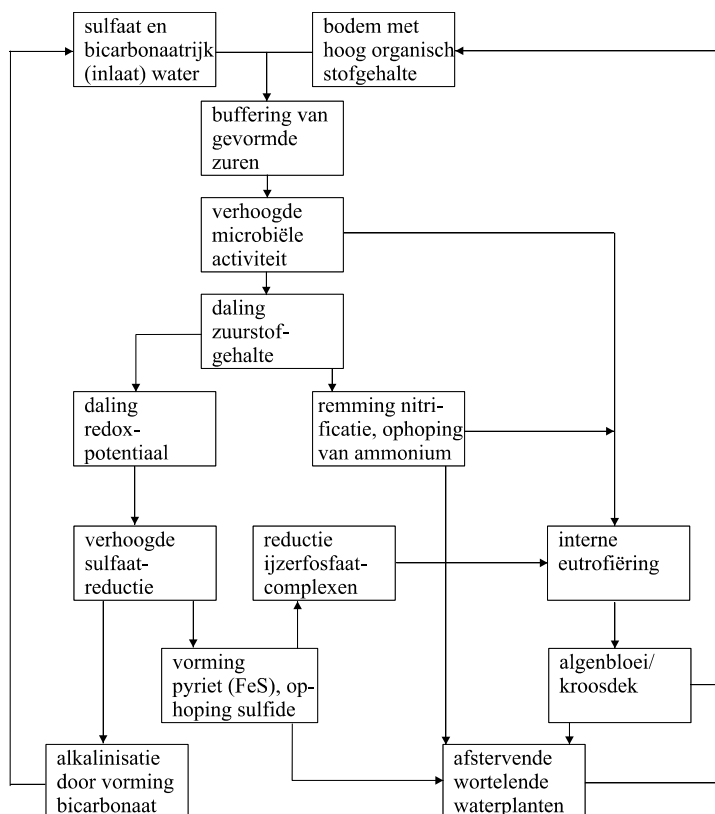 sulfaat en
bicarbonaatrijk
(inlaat) water
bodem met
hoog organisch
stofgehalte
buffering van
gevormde
zuren
verhoogde
microbiële
activiteit
daling
zuurstof-
gehalte
daling
redox-
potentiaal
remming nitri-
ficatie, ophoping
van ammonium
verhoogde
sulfaat-
reductie
reductie
ijzerfosfaat-
complexen
interne
eutrofiëring
vorming
pyriet (FeS), op-
hoping sulfide
algenbloei/
kroosdek
alkalinisatie
door vorming
bicarbonaat
afstervende
wortelende
waterplanten